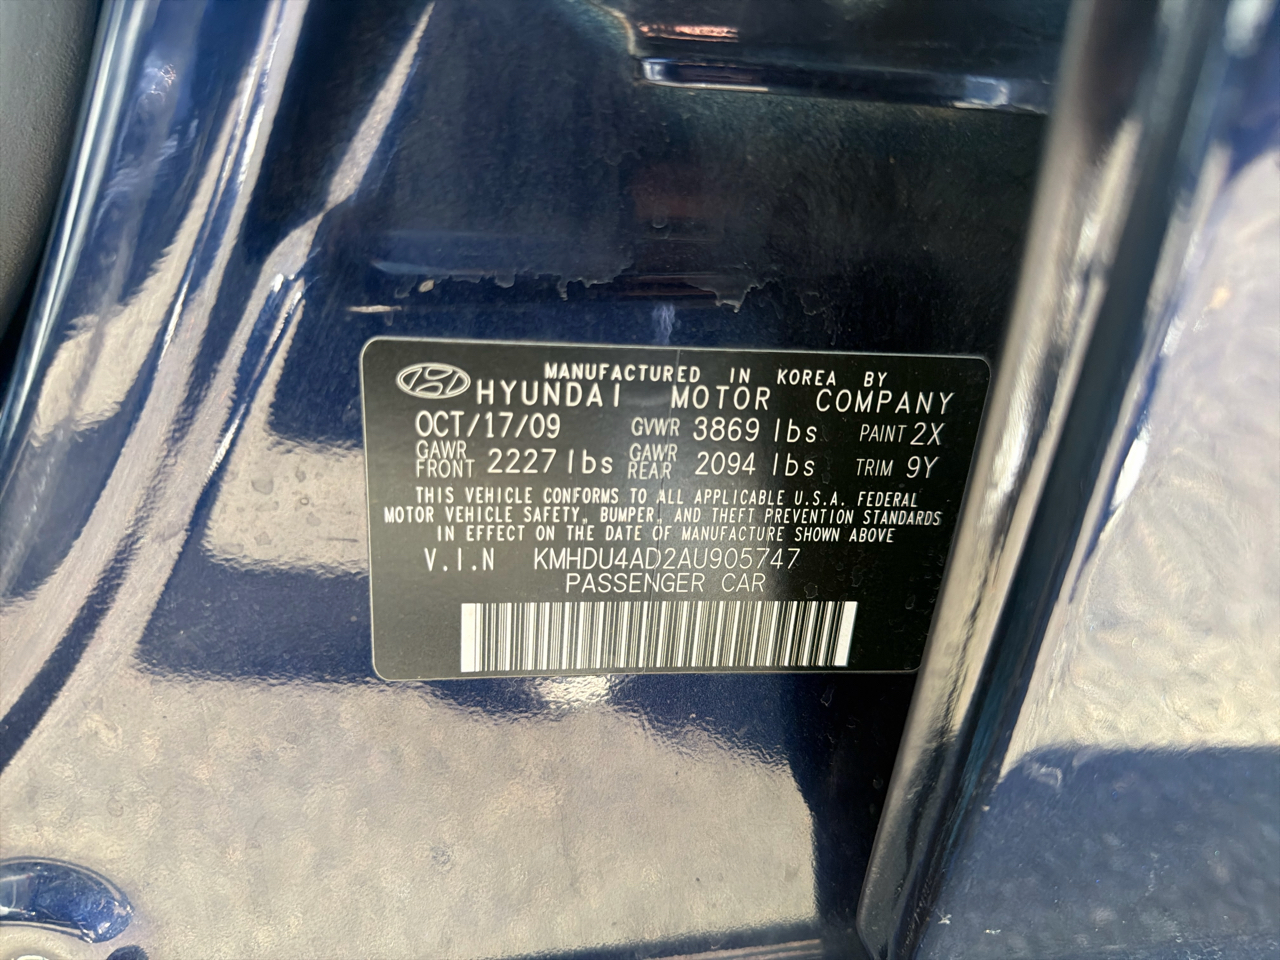 MANUFACTURED IN KOREA BY
HYUNDAI MOTOR COMPANY
OCT/17/09 GVWR 3869 lbs PAINT 2X
GAWR FRONT 2227 lbs GAWR REAR 2094 lbs TRIM 9Y
THIS VEHICLE CONFORMS TO ALL APPLICABLE U.S.A. FEDERAL
MOTOR VEHICLE SAFETY, BUMPER, AND THEFT PREVENTION STANDARDS
IN EFFECT ON THE DATE OF MANUFACTURE SHOWN ABOVE
V.I.N KMHDU4AD2AU905747
PASSENGER CAR